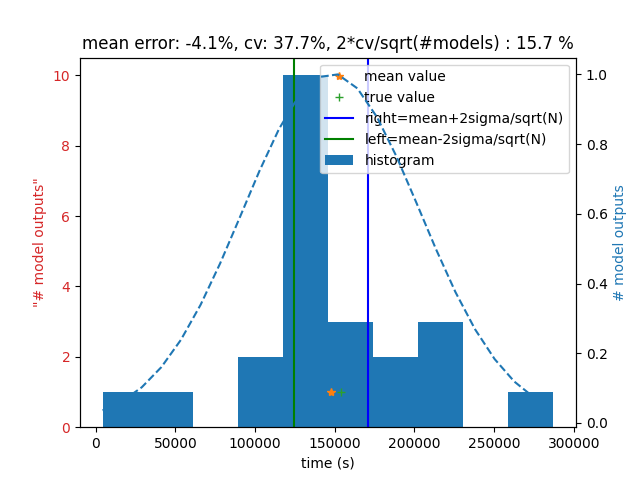 mean error: -4.1%, cv: 37.7%, 2*cv/sqrt(#models) : 15.7 %
mean value
true value
right=mean+2sigma/sqrt(N)
left=mean-2sigma/sqrt(N)
histogram
"# model outputs"
10
8
6
4
2
0
# model outputs
1.0
0.8
0.6
0.4
0.2
0.0
0
50000
100000
150000
200000
250000
300000
time (s)